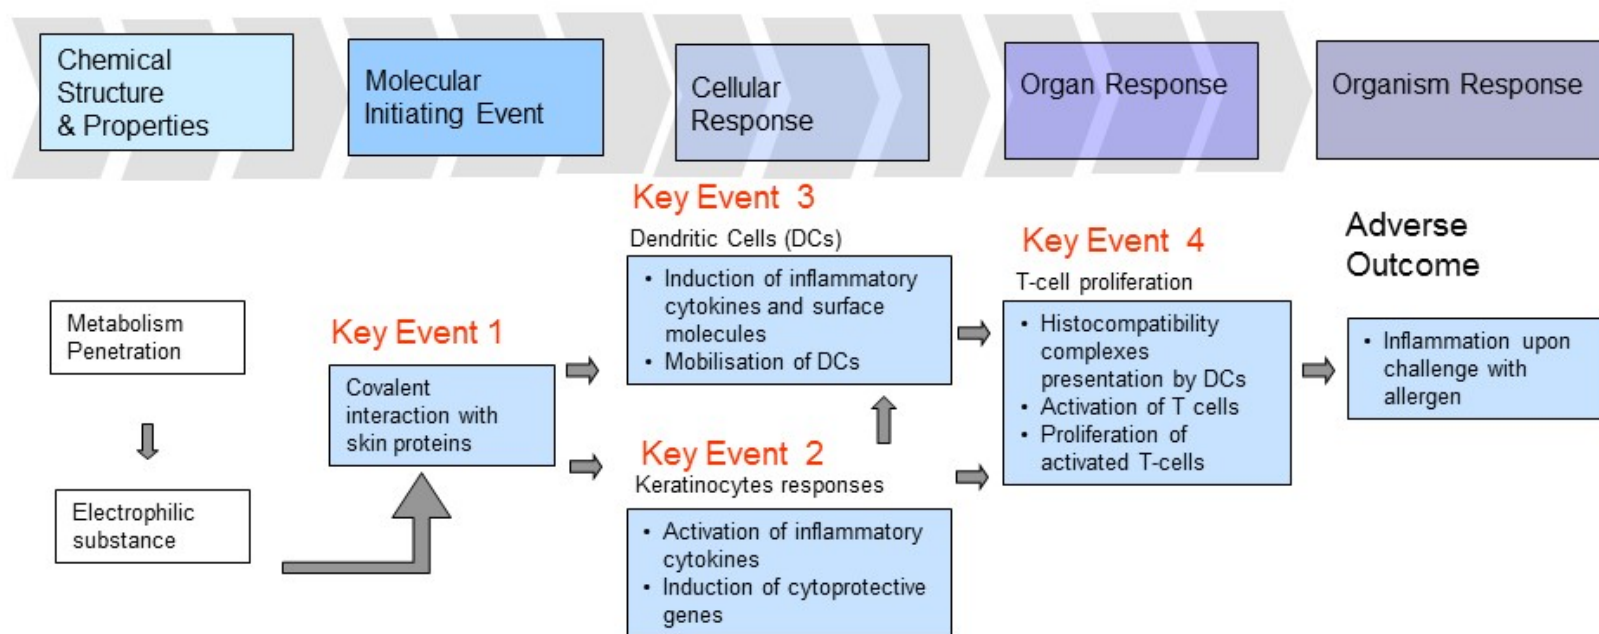 Chemical
Structure
& Properties
Molecular
Initiating Event
Cellular
Response
Organ Response
Organism Response
Metabolism
Penetration
Electrophilic
substance
Key Event 1
Covalent
interaction with
skin proteins
Key Event 3
Dendritic Cells (DCs)
• Induction of inflammatory
cytokines and surface
molecules
• Mobilisation of DCs
Key Event 2
Keratinocytes responses
• Activation of inflammatory
cytokines
• Induction of cytoprotective
genes
Key Event 4
T-cell proliferation
• Histocompatibility
complexes
presentation by DCs
• Activation of T cells
• Proliferation of
activated T-cells
Adverse
Outcome
• Inflammation upon
challenge with
allergen